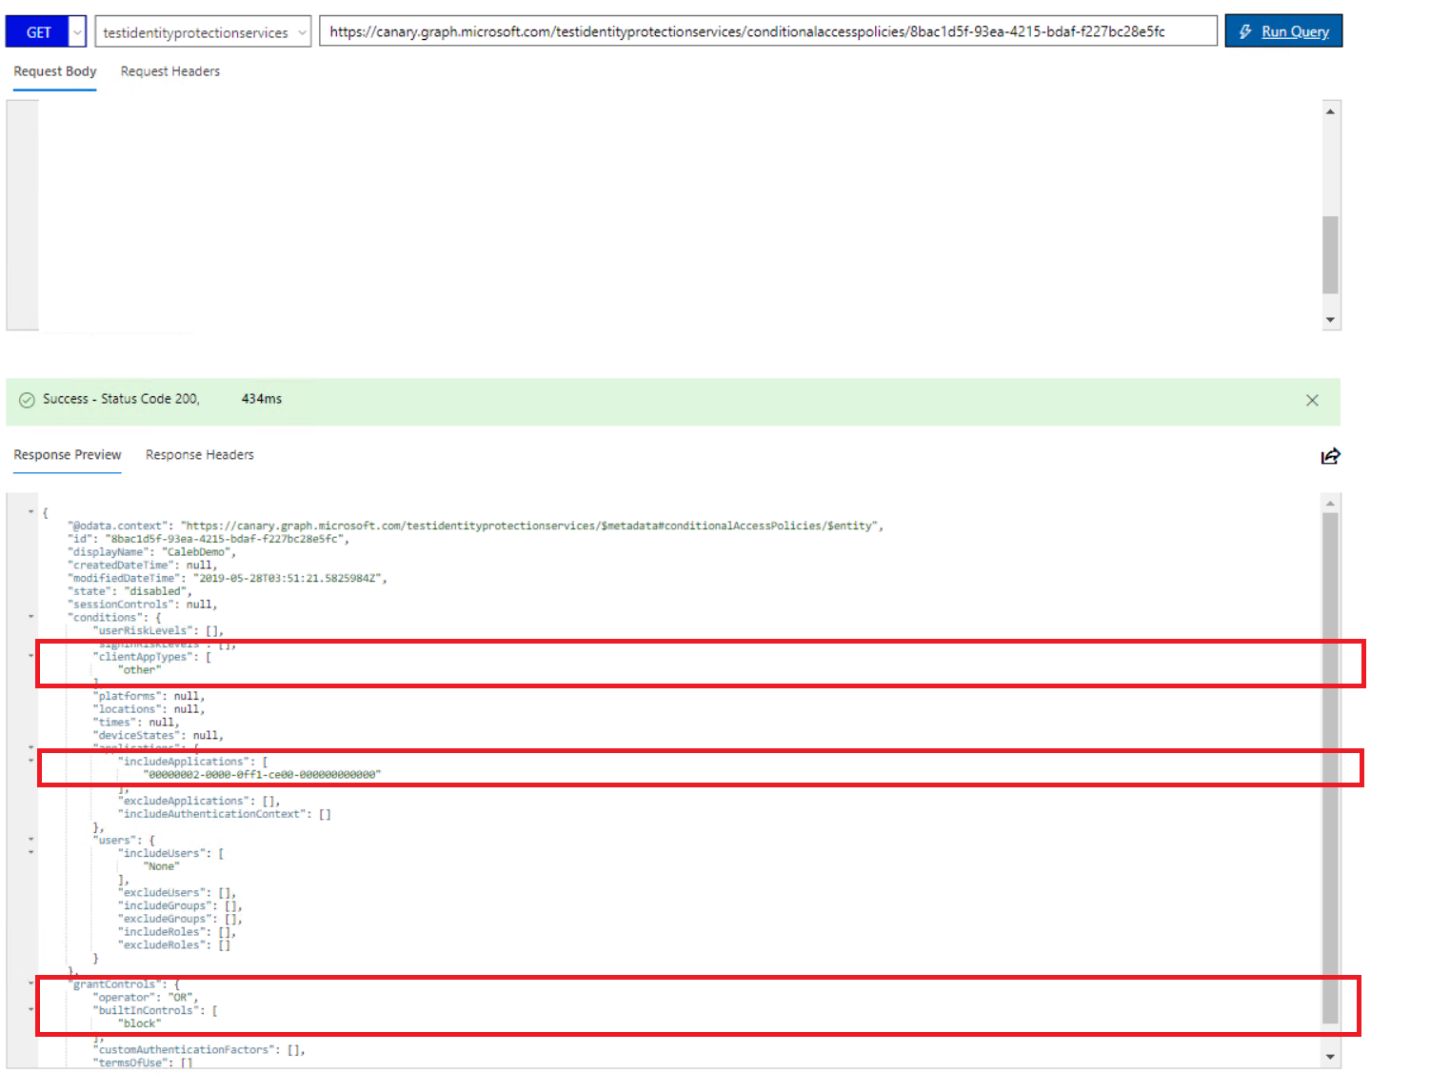 GET testidentityprotectionservices https://canary.graph.microsoft.com/testidentityprotectionservices/conditionalaccesspolicies/8bac1d5f-93ea-4215-bdaf-f227bc28e5fc Run Query
Request Body Request Headers
Success - Status Code 200, 434ms
Response Preview Response Headers
{
"@odata.context": "https://canary.graph.microsoft.com/testidentityprotectionservices/$metadata#conditionalAccessPolicies/$entity",
"id": "8bac1d5f-93ea-4215-bdaf-f227bc28e5fc",
"displayName": "CalebDemo",
"createdDateTime": null,
"modifiedDateTime": "2019-05-28T03:51:21.5825984Z",
"state": "disabled",
"sessionControls": null,
"conditions": {
"userRiskLevels": [],
"signInRiskLevels": [],
"clientAppTypes": [
"other"
]
"platforms": null,
"locations": null,
"times": null,
"deviceStates": null,
"applications": {
"includeApplications": [
"00000002-0000-0ff1-ce00-000000000000"
],
"excludeApplications": [],
"includeAuthenticationContext": []
},
"users": {
"includeUsers": [
"None"
],
"excludeUsers": [],
"includeGroups": [],
"excludeGroups": [],
"includeRoles": [],
"excludeRoles": []
}
},
"grantControls": {
"operator": "OR",
"builtInControls": [
"block"
],
"customAuthenticationFactors": [],
"termsOfUse": []